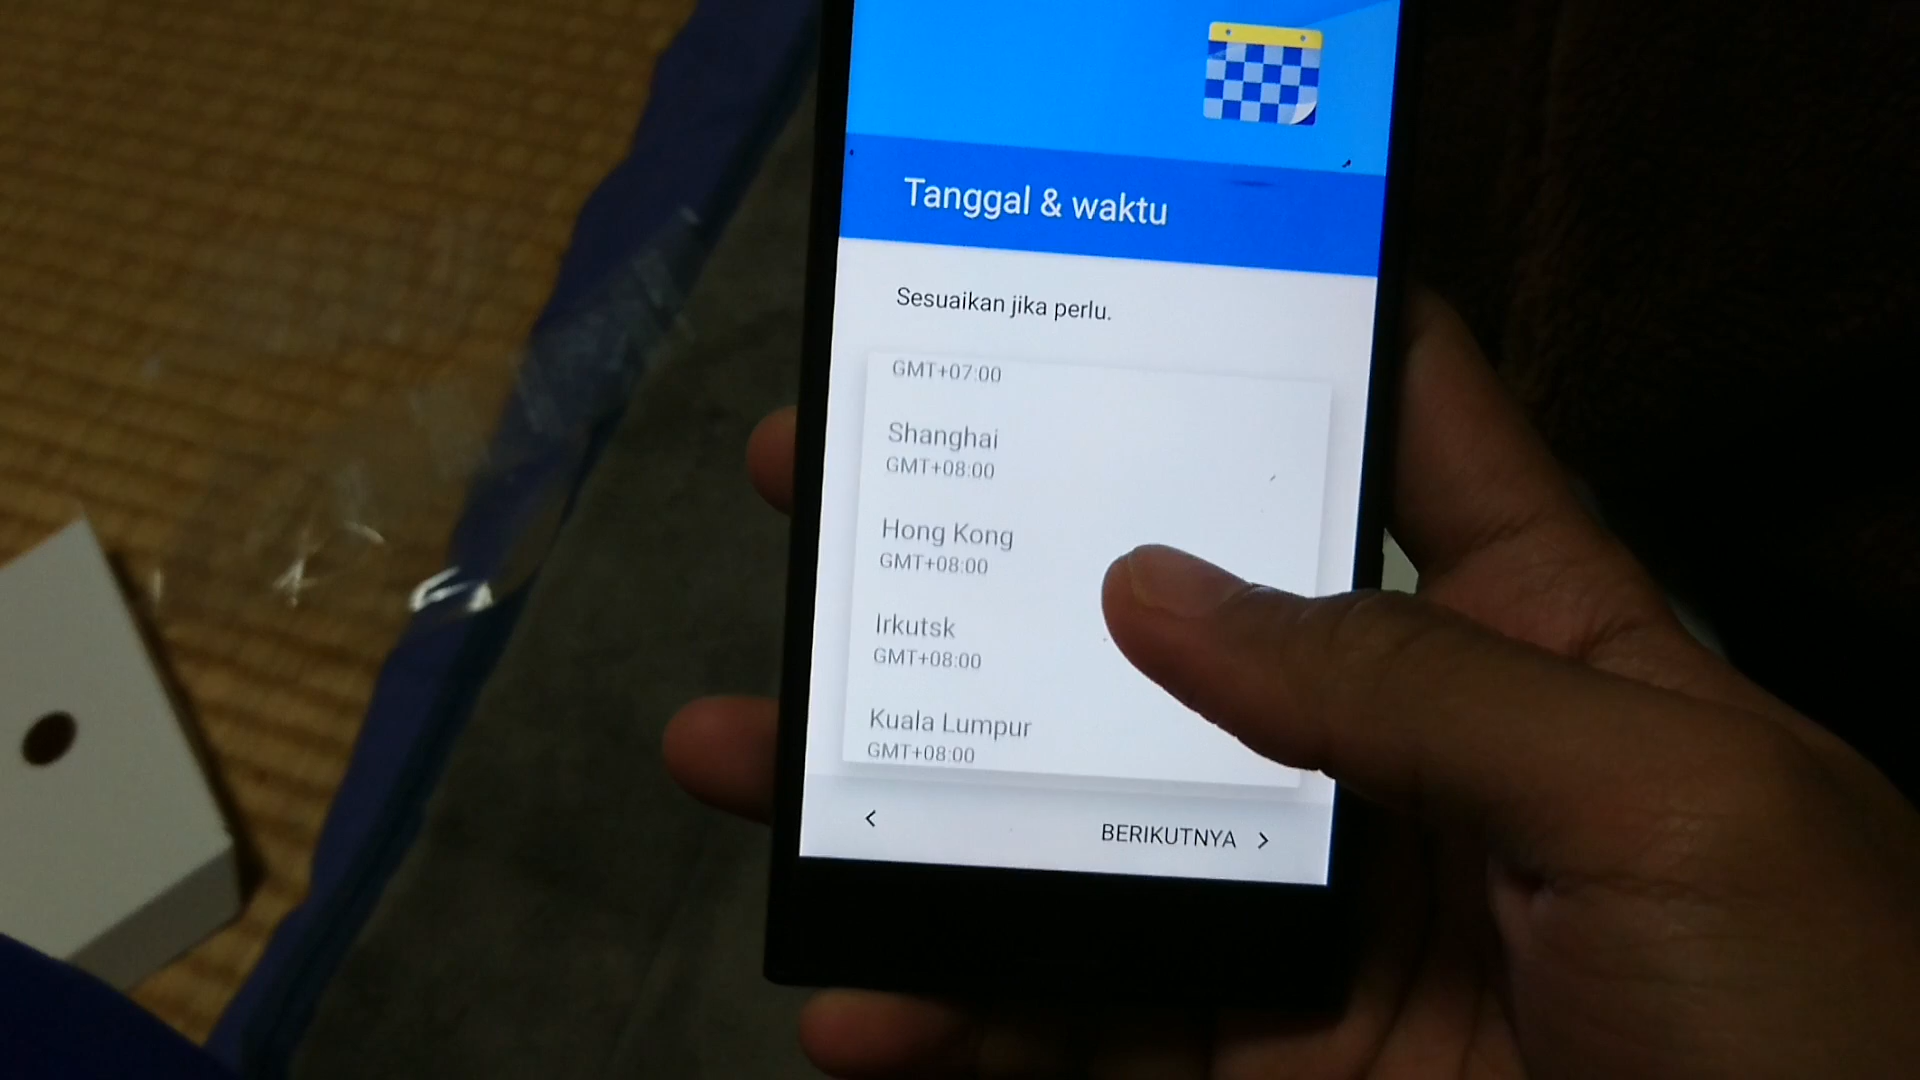 Tanggal & waktu
Sesuaikan jika perlu.
GMT+07:00
Shanghai
GMT+08:00
Hong Kong
GMT+08:00
Irkutsk
GMT+08:00
Kuala Lumpur
GMT+08:00
BERIKUTNYA